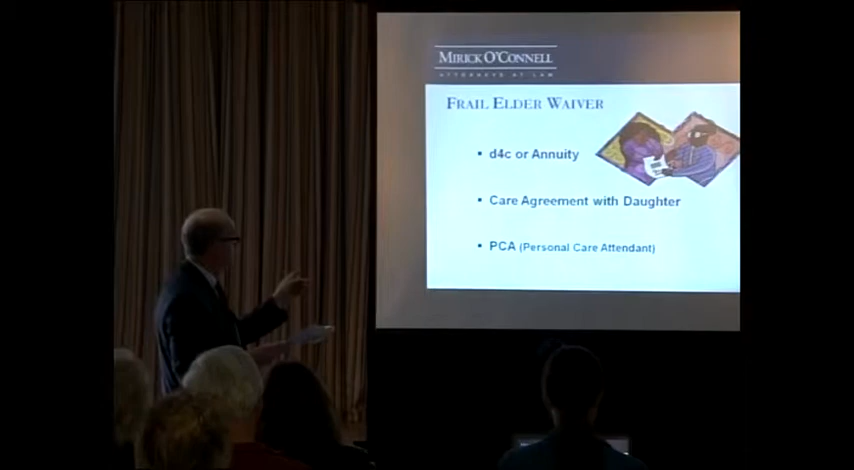 MIRICK O'CONNELL
ATTORNEYS AT LAW
FRAIL ELDER WAIVER
• d4c or Annuity
• Care Agreement with Daughter
• PCA (Personal Care Attendant)